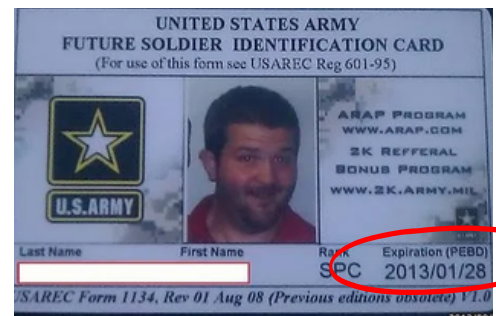 UNITED STATES ARMY
FUTURE SOLDIER IDENTIFICATION CARD
(For use of this form see USAREC Reg 601-95)
ARAP PROGRAM
WWW.ARAP.COM
2K REFFERAL
BONUS PROGRAM
WWW.2K.ARMY.MIL
U.S.ARMY
Last Name First Name Rank Expiration (PEBD)
SPC 2013/01/28
USAREC Form 1134, Rev 01 Aug 08 (Previous editions obsolete) V1.0